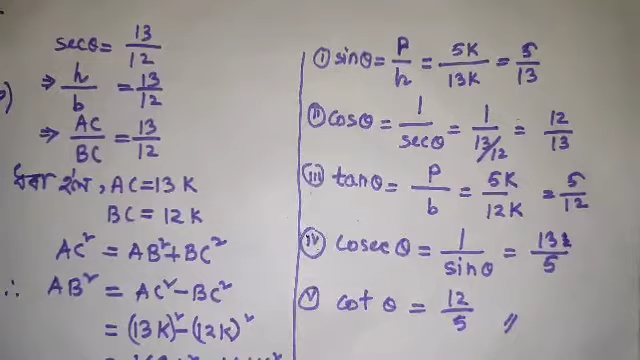 secθ = 13/12
⇒ h/b = 13/12
⇒ AC/BC = 13/12
ধৰা হ'ল, AC = 13K
BC = 12K
AC² = AB² + BC²
∴ AB² = AC² - BC²
= (13K)² - (12K)²
(i) sinθ = P/h = 5K/13K = 5/13
(ii) cosθ = 1/secθ = 1/13/12 = 12/13
(iii) tanθ = P/b = 5K/12K = 5/12
(iv) cosec θ = 1/sinθ = 13/5
(v) cot θ = 12/5 //